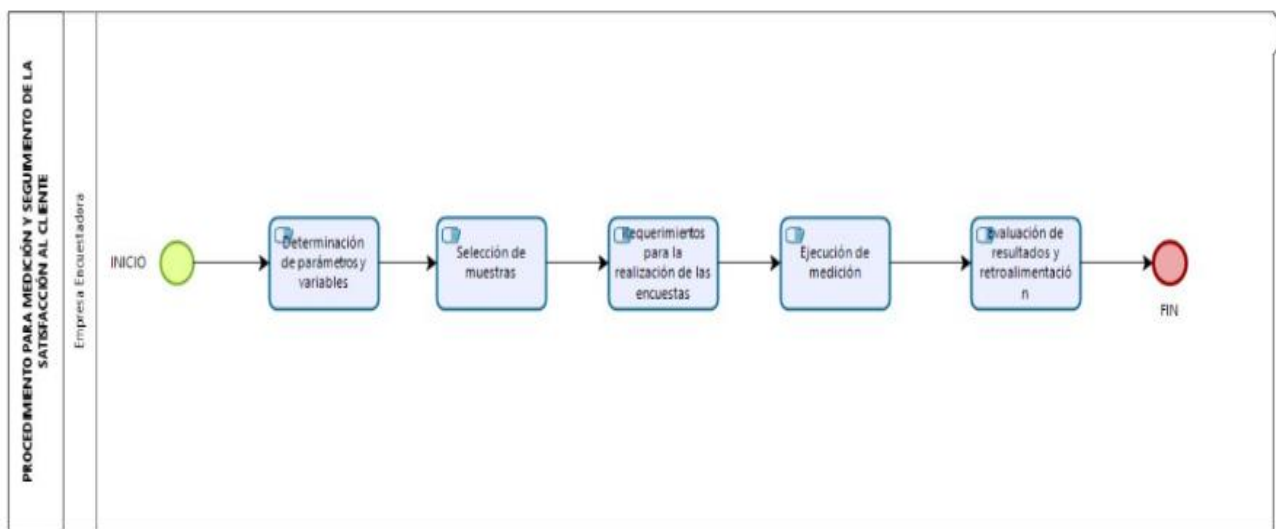 PROCEDIMIENTO PARA MEDICIÓN Y SEGUIMIENTO DE LA
SATISFACCIÓN AL CLIENTE
Empresa Encuestadora
INICIO
Determinación
de parámetros y
variables
Selección de
muestras
Requerimientos
para la
realización de las
encuestas
Ejecución de
medición
Evaluación de
resultados y
retroalimentació
n
FIN